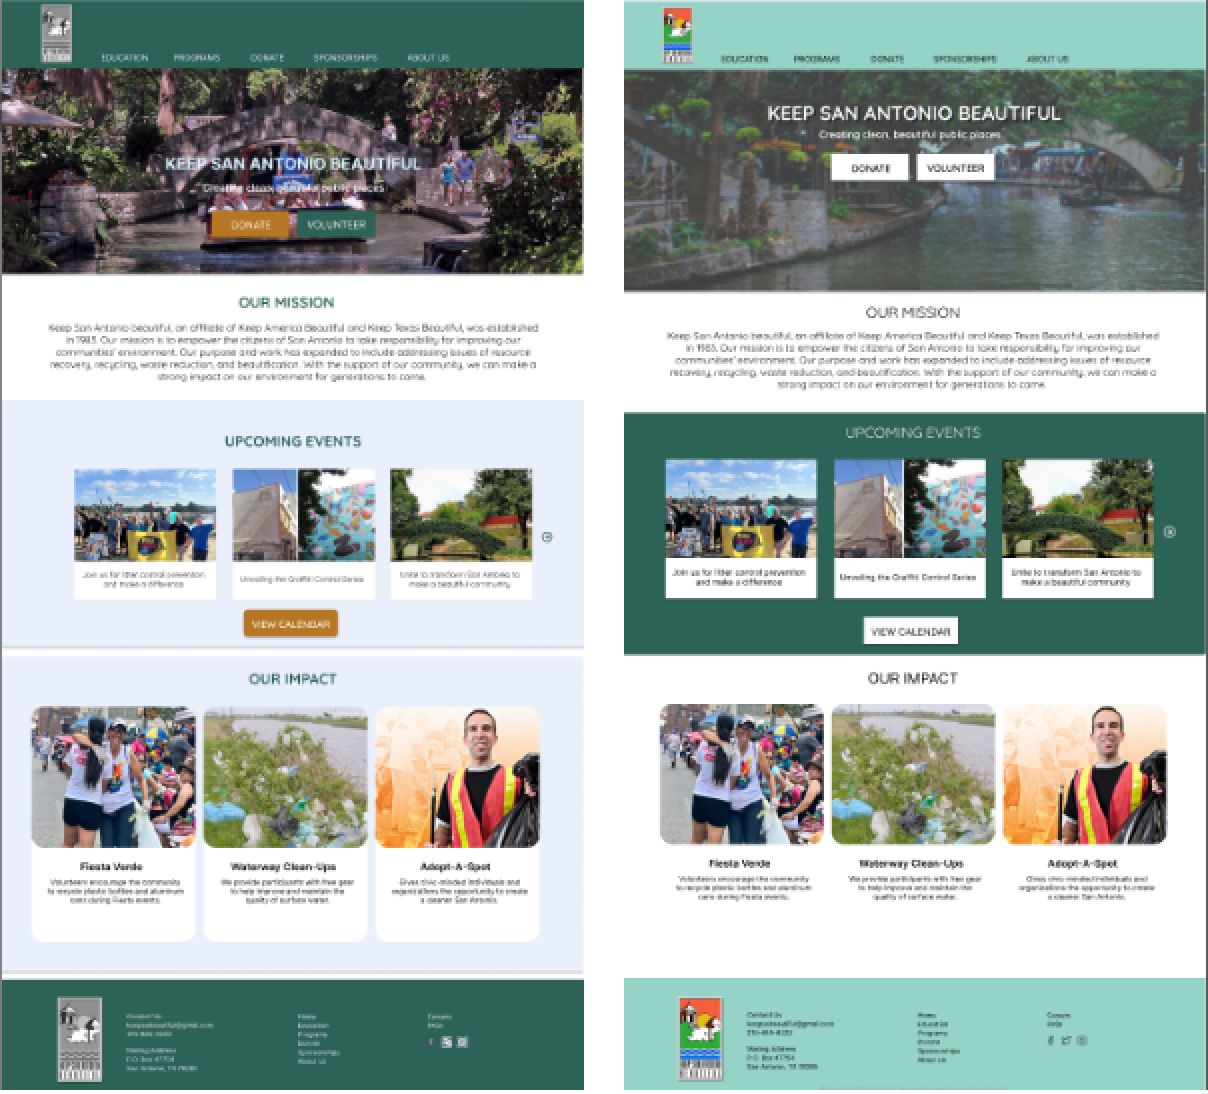 EDUCATION PROGRAMS DONATE SPONSORSHIPS ABOUT US
KEEP SAN ANTONIO BEAUTIFUL
Creating clean, beautiful public places
DONATE VOLUNTEER
OUR MISSION
Keep San Antonio beautiful, an affiliate of Keep America Beautiful and Keep Texas Beautiful, was established
in 1985. Our mission is to empower the citizens of San Antonio to take responsibility for improving our
communities' environment. Our purpose and work has expanded to include addressing issues of resource
recovery, recycling, waste reduction, and beautification. With the support of our community, we can make a
strong impact on our environment for generations to come.
UPCOMING EVENTS
Join us for litter control prevention
and make a difference
Unveiling the Graffiti Control Series
Unite to transform San Antonio to
make a beautiful community
VIEW CALENDAR
OUR IMPACT
Fiesta Verde
Volunteers encourage the community
to recycle plastic bottles and aluminum
cans during Fiesta events.
Waterway Clean-Ups
We provide participants with free gear
to help improve and maintain the
quality of surface water.
Adopt-A-Spot
Gives civic-minded individuals and
organizations the opportunity to create
a cleaner San Antonio.
Contact Us
Mailing Address
P.O. Box
San Antonio, TX
Home
Education
Programs
Donate
Sponsorships
About Us
Careers
FAQs
EDUCATION PROGRAMS DONATE SPONSORSHIPS ABOUT US
KEEP SAN ANTONIO BEAUTIFUL
Creating clean, beautiful public places
DONATE VOLUNTEER
OUR MISSION
Keep San Antonio beautiful, an affiliate of Keep America Beautiful and Keep Texas Beautiful, was established
in 1985. Our mission is to empower the citizens of San Antonio to take responsibility for improving our
communities' environment. Our purpose and work has expanded to include addressing issues of resource
recovery, recycling, waste reduction, and beautification. With the support of our community, we can make a
strong impact on our environment for generations to come.
UPCOMING EVENTS
Join us for litter control prevention
and make a difference
Unveiling the Graffiti Control Series
Unite to transform San Antonio to
make a beautiful community
VIEW CALENDAR
OUR IMPACT
Fiesta Verde
Volunteers encourage the community
to recycle plastic bottles and aluminum
cans during Fiesta events.
Waterway Clean-Ups
We provide participants with free gear
to help improve and maintain the
quality of surface water.
Adopt-A-Spot
Gives civic-minded individuals and
organizations the opportunity to create
a cleaner San Antonio.
Contact Us
Mailing Address
P.O. Box
San Antonio, TX
Home
Education
Programs
Donate
Sponsorships
About Us
Careers
FAQs